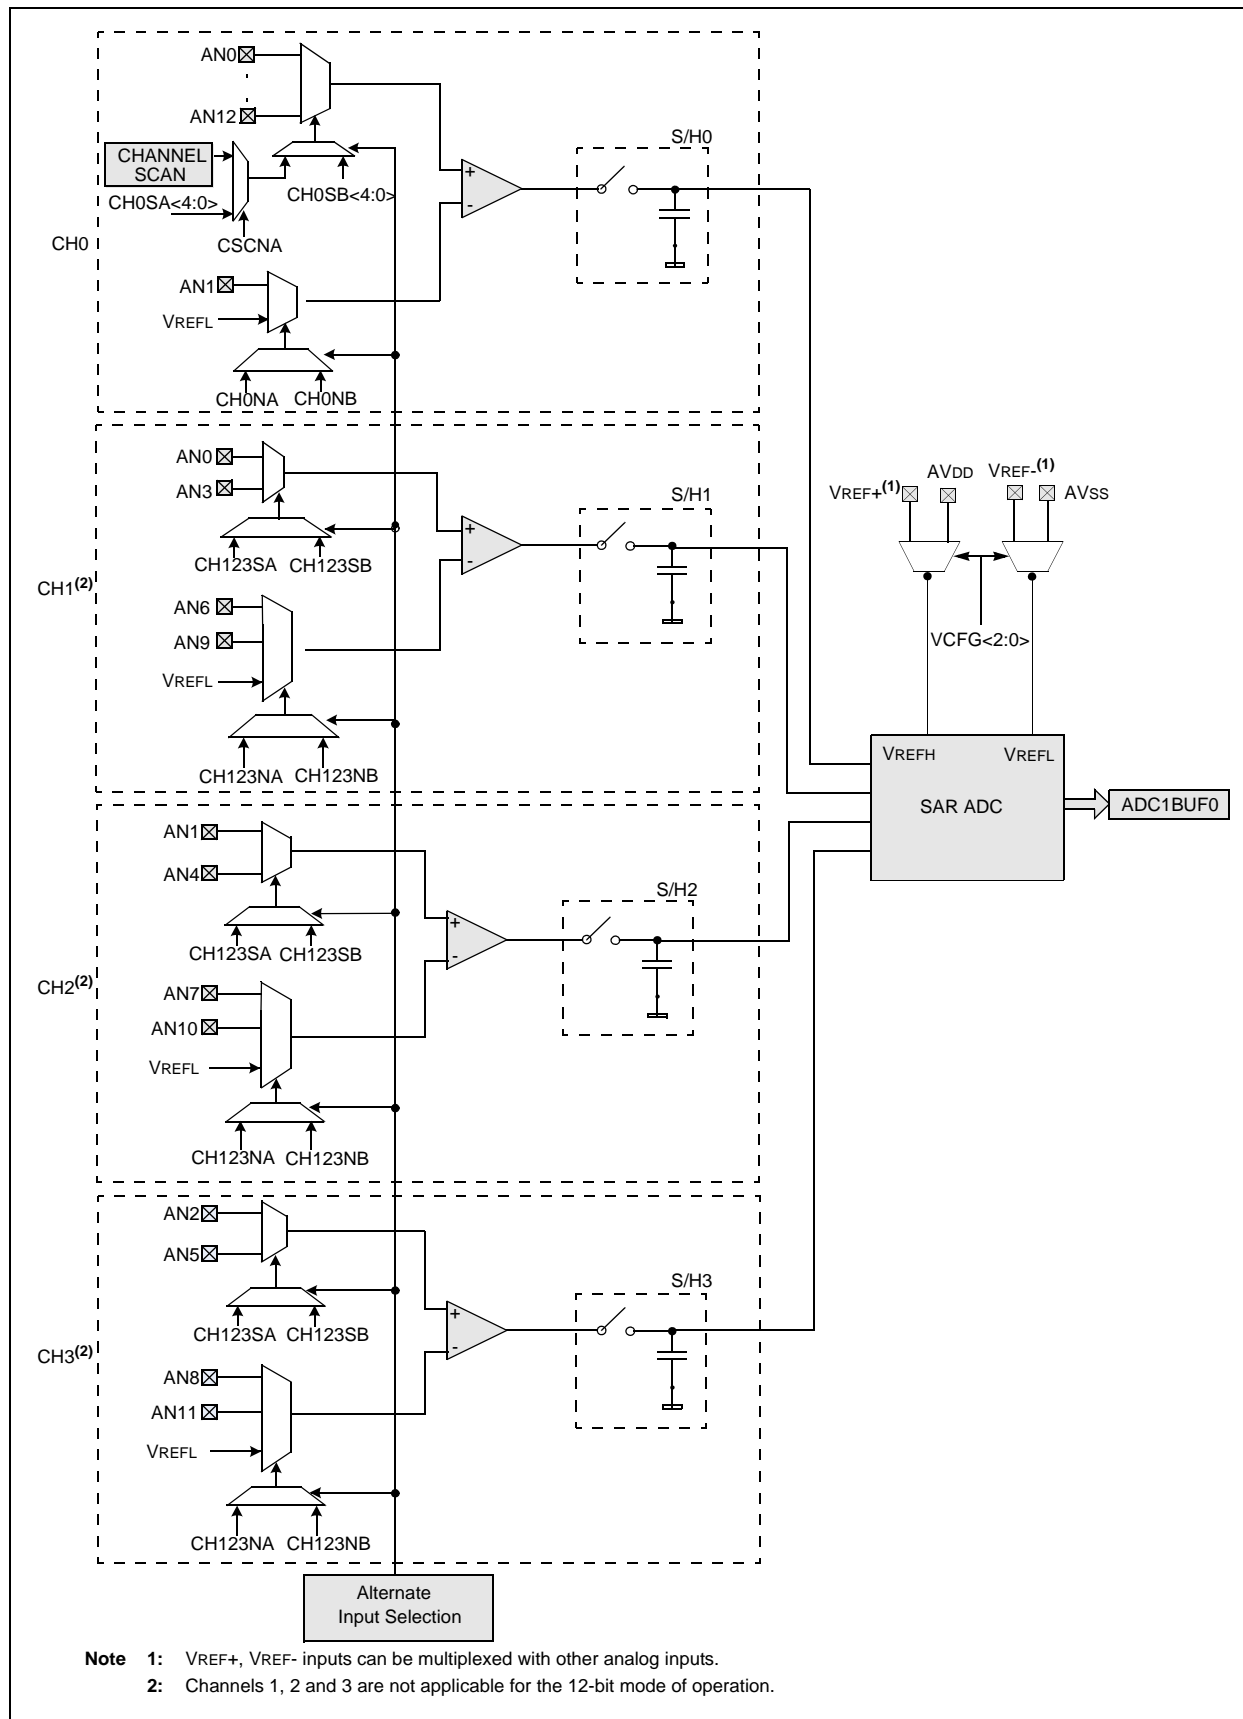 AN0
AN12
CHANNEL
SCAN
CH0SA<4:0>
CH0SB<4:0>
CSCNA
CH0
S/H0
+
-
AN1
VREFL
CH0NA
CH0NB
AN0
AN3
CH123SA
CH123SB
S/H1
+
-
CH1(2)
AN6
AN9
VREFL
CH123NA
CH123NB
VREF+(1)
AVDD
VREF-(1)
AVSS
VCFG<2:0>
VREFH
VREFL
SAR ADC
ADC1BUF0
AN1
AN4
CH123SA
CH123SB
S/H2
+
-
CH2(2)
AN7
AN10
VREFL
CH123NA
CH123NB
AN2
AN5
CH123SA
CH123SB
S/H3
+
-
CH3(2)
AN8
AN11
VREFL
CH123NA
CH123NB
Alternate
Input Selection
Note 1: VREF+, VREF- inputs can be multiplexed with other analog inputs.
2: Channels 1, 2 and 3 are not applicable for the 12-bit mode of operation.